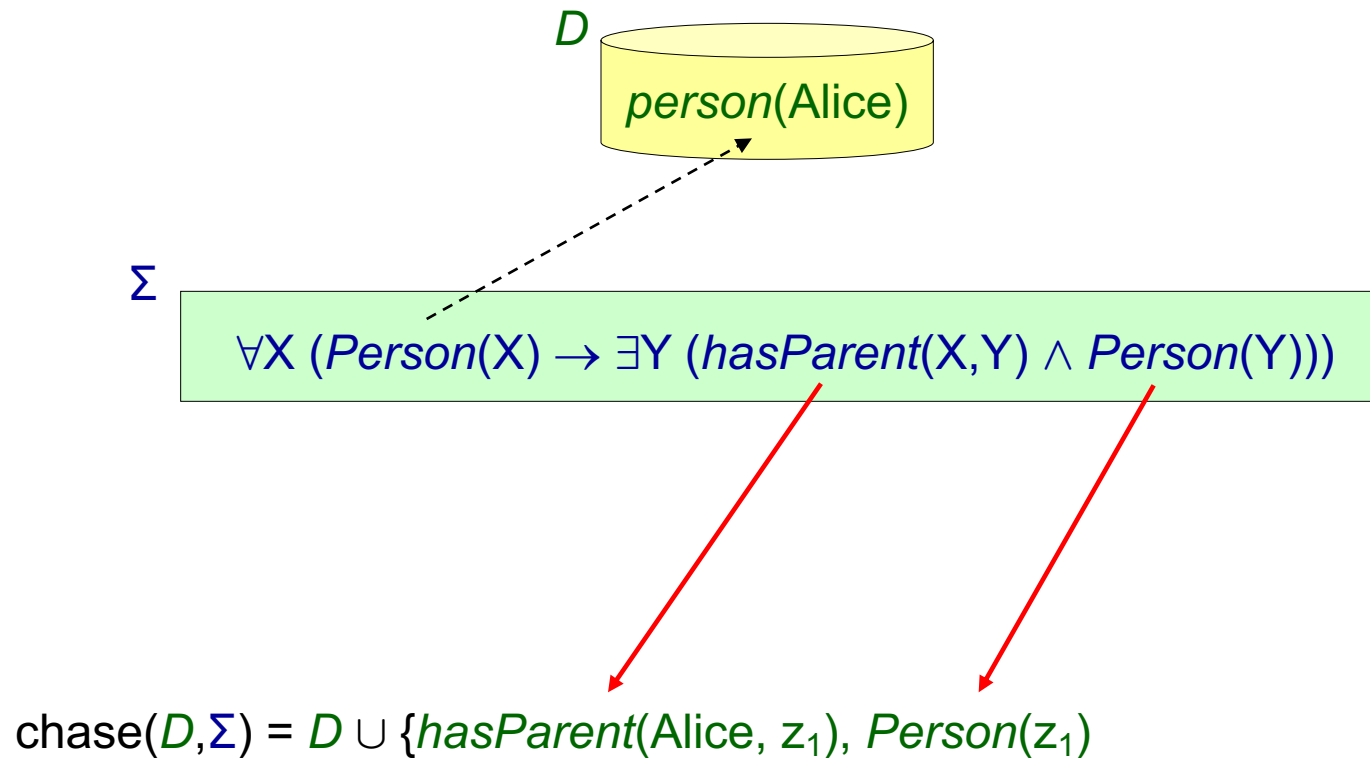 D
person(Alice)
Σ
∀X (Person(X) → ∃Y (hasParent(X,Y) ∧ Person(Y)))
chase(D,Σ) = D ∪ {hasParent(Alice, z₁), Person(z₁)